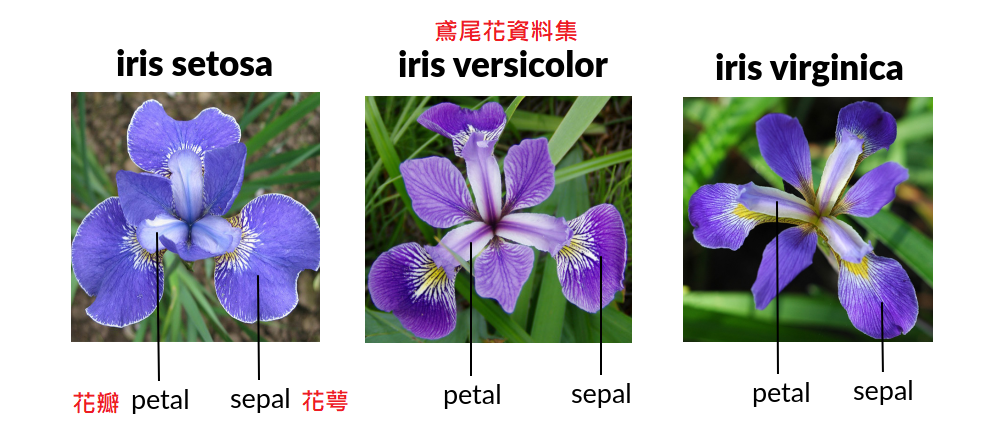 鳶尾花資料集
iris setosa
iris versicolor
iris virginica
花瓣 petal
sepal 花萼
petal
sepal
petal
sepal